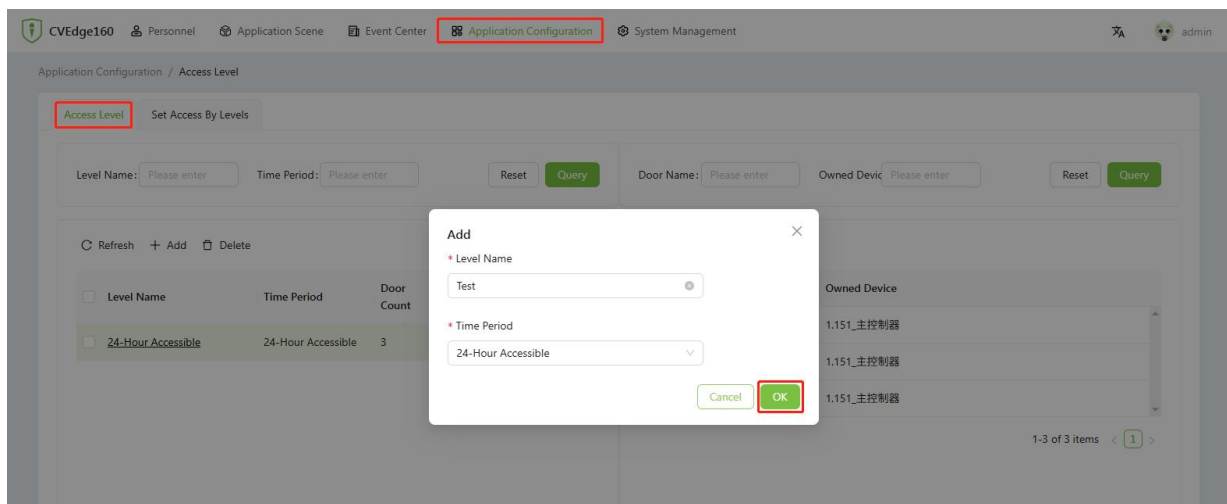 CVEdge160 Personnel Application Scene Event Center Application Configuration System Management admin
Application Configuration / Access Level
Access Level Set Access By Levels
Level Name: Please enter Time Period: Please enter Reset Query Door Name: Please enter Owned Devic Please enter Reset Query
Refresh + Add Delete
Add
* Level Name
Test
* Time Period
24-Hour Accessible
Cancel OK
Level Name Time Period Door Count Owned Device
24-Hour Accessible 24-Hour Accessible 3 1.151_主控制器
1.151_主控制器
1.151_主控制器
1-3 of 3 items < 1 >